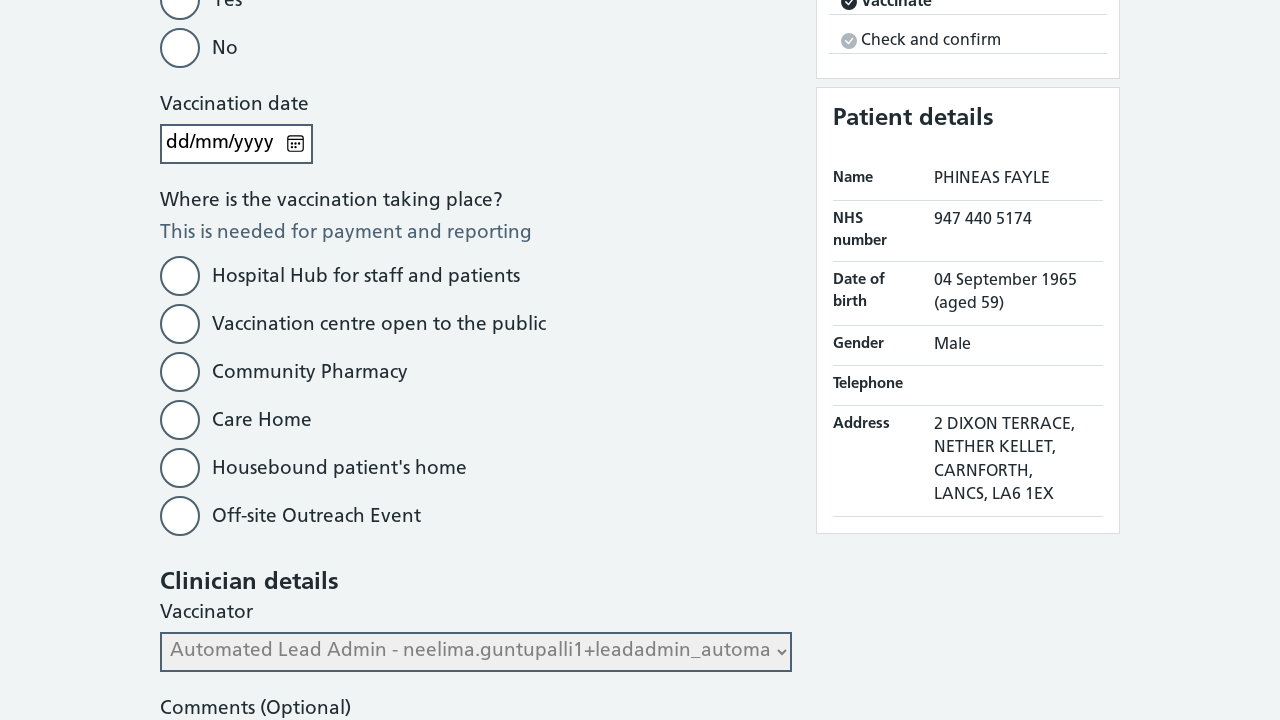 Yes
No
Vaccination date
dd/mm/yyyy
Where is the vaccination taking place?
This is needed for payment and reporting
Hospital Hub for staff and patients
Vaccination centre open to the public
Community Pharmacy
Care Home
Housebound patient's home
Off-site Outreach Event
Clinician details
Vaccinator
Automated Lead Admin - neelima.guntupalli1+leadadmin_automa
Comments (Optional)
Vaccinate
Check and confirm
Patient details
Name PHINEAS FAYLE
NHS number 947 440 5174
Date of birth 04 September 1965 (aged 59)
Gender Male
Telephone
Address 2 DIXON TERRACE,
NETHER KELLET,
CARNFORTH,
LANCS, LA6 1EX